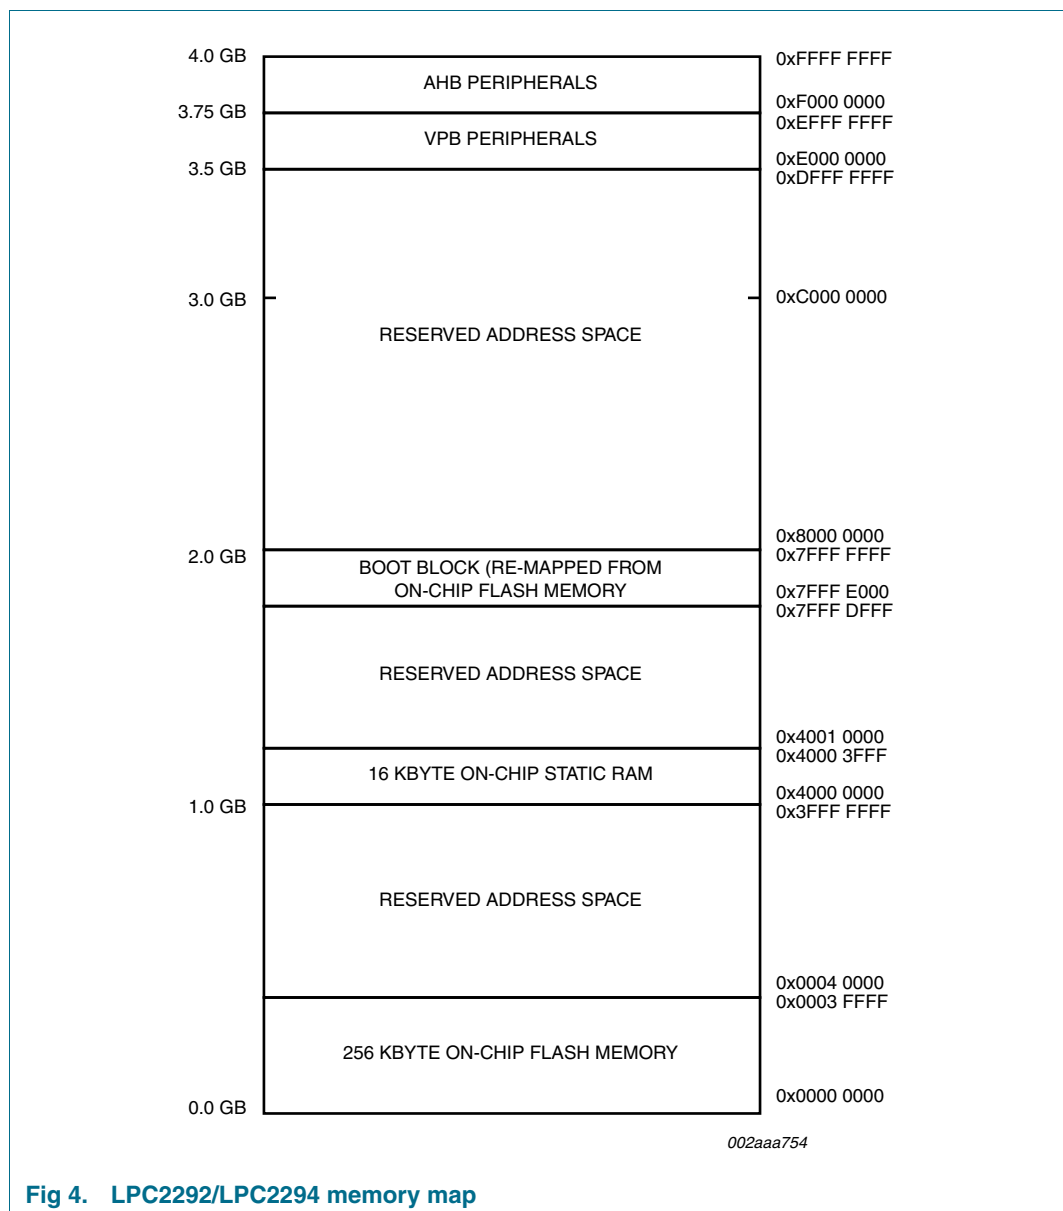 4.0 GB
0xFFFF FFFF
AHB PERIPHERALS
0xF000 0000
3.75 GB
0xEFFF FFFF
VPB PERIPHERALS
0xE000 0000
3.5 GB
0xDFFF FFFF
3.0 GB
0xC000 0000
RESERVED ADDRESS SPACE
0x8000 0000
2.0 GB
0x7FFF FFFF
BOOT BLOCK (RE-MAPPED FROM
ON-CHIP FLASH MEMORY
0x7FFF E000
0x7FFF DFFF
RESERVED ADDRESS SPACE
0x4001 0000
0x4000 3FFF
16 KBYTE ON-CHIP STATIC RAM
0x4000 0000
1.0 GB
0x3FFF FFFF
RESERVED ADDRESS SPACE
0x0004 0000
0x0003 FFFF
256 KBYTE ON-CHIP FLASH MEMORY
0x0000 0000
0.0 GB
002aaa754
Fig 4. LPC2292/LPC2294 memory map